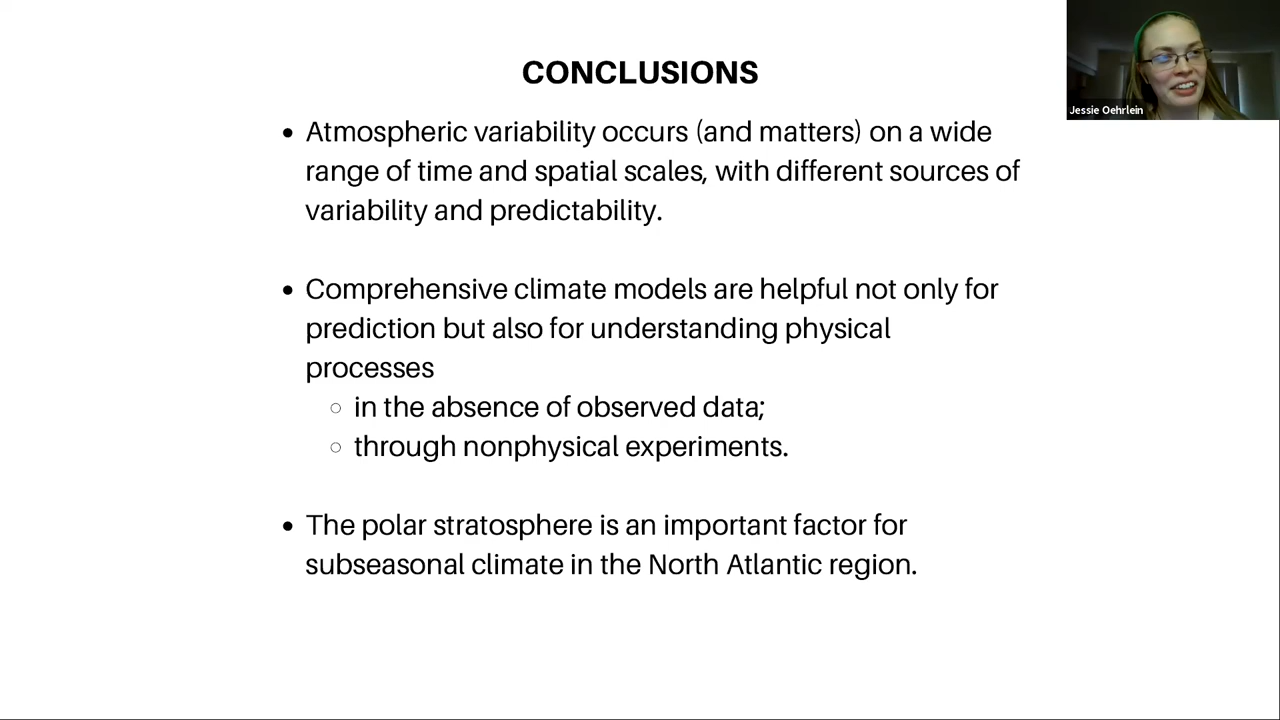 CONCLUSIONS
Jessie Oehrlein
• Atmospheric variability occurs (and matters) on a wide
range of time and spatial scales, with different sources of
variability and predictability.
• Comprehensive climate models are helpful not only for
prediction but also for understanding physical
processes
○ in the absence of observed data;
○ through nonphysical experiments.
• The polar stratosphere is an important factor for
subseasonal climate in the North Atlantic region.